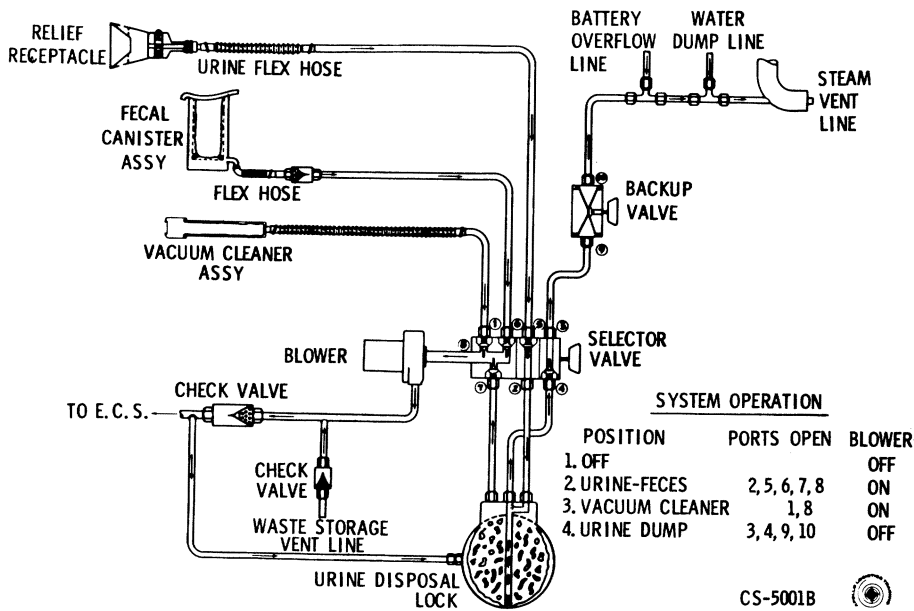 RELIEF
RECEPTACLE
URINE FLEX HOSE
BATTERY
OVERFLOW
LINE
WATER
DUMP LINE
STEAM
VENT
LINE
FECAL
CANISTER
ASSY
FLEX HOSE
BACKUP
VALVE
VACUUM CLEANER
ASSY
BLOWER
SELECTOR
VALVE
CHECK VALVE
TO E.C.S.
CHECK
VALVE
WASTE STORAGE
VENT LINE
URINE DISPOSAL
LOCK
SYSTEM OPERATION
POSITION PORTS OPEN BLOWER
1. OFF OFF
2. URINE-FECES 2, 5, 6, 7, 8 ON
3. VACUUM CLEANER 1, 8 ON
4. URINE DUMP 3, 4, 9, 10 OFF
CS-5001B